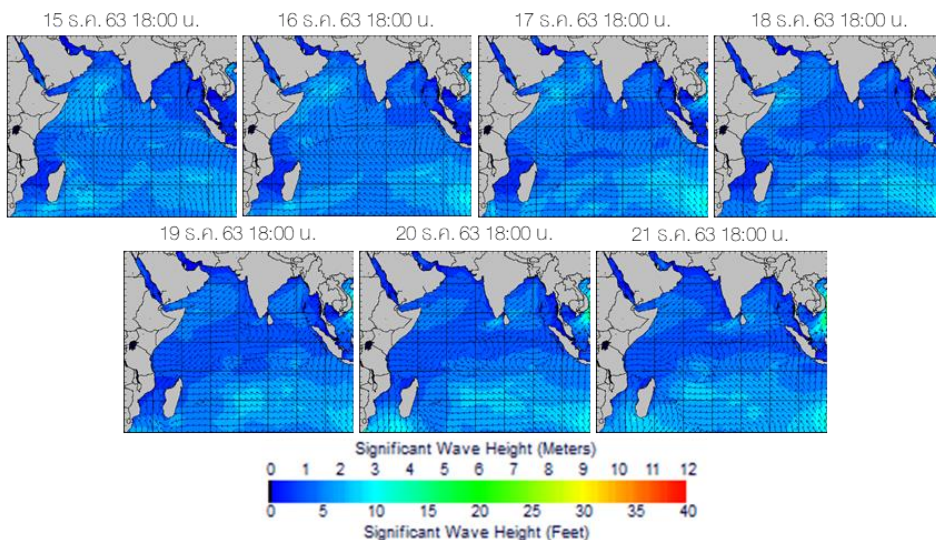 15 ธ.ค. 63 18:00 น.
16 ธ.ค. 63 18:00 น.
17 ธ.ค. 63 18:00 น.
18 ธ.ค. 63 18:00 น.
19 ธ.ค. 63 18:00 น.
20 ธ.ค. 63 18:00 น.
21 ธ.ค. 63 18:00 น.
Significant Wave Height (Meters)
0 1 2 3 4 5 6 7 8 9 10 11 12
0 5 10 15 20 25 30 35 40
Significant Wave Height (Feet)